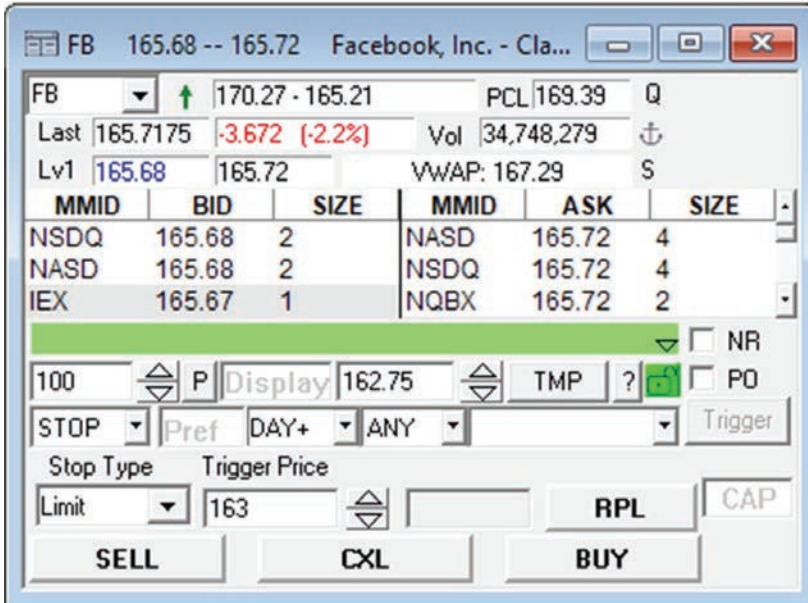 FB 165.68 -- 165.72 Facebook, Inc. - Cla...
FB 170.27 - 165.21 PCL 169.39 Q
Last 165.7175 -3.672 (-2.2%) Vol 34,748,279
Lv1 165.68 165.72 VWAP: 167.29 S
MMID BID SIZE MMID ASK SIZE
NSDQ 165.68 2 NASD 165.72 4
NASD 165.68 2 NSDQ 165.72 4
IEX 165.67 1 NQBX 165.72 2
NR
100 P Display 162.75 TMP ? PO
STOP Pref DAY+ ANY Trigger
Stop Type Trigger Price
Limit 163 RPL CAP
SELL CXL BUY